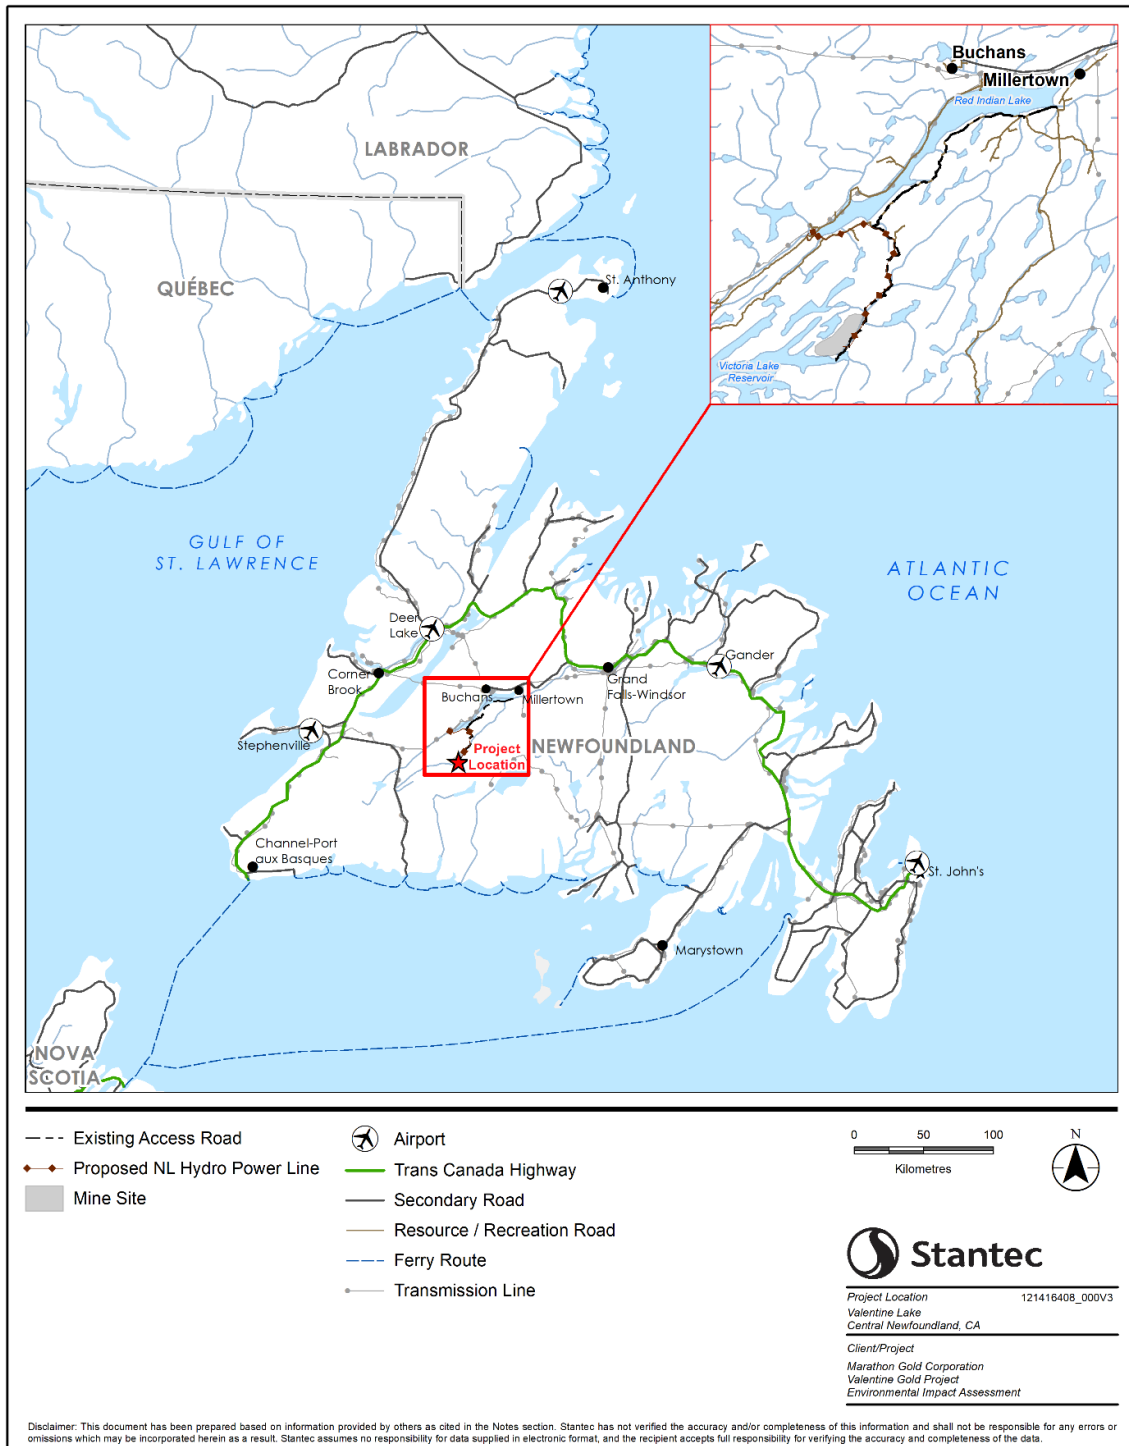 Buchans
Millertown
Red Indian Lake
Victoria Lake
Reservoir
LABRADOR
QUÉBEC
St. Anthony
GULF OF
ST. LAWRENCE
ATLANTIC
OCEAN
Deer
Lake
Corner
Brook
Buchans
Millertown
Grand
Falls-Windsor
Gander
Stephenville
Project
Location
NEWFOUNDLAND
Channel-Port
aux Basques
St. John's
Marystown
NOVA
SCOTIA
Existing Access Road
Proposed NL Hydro Power Line
Mine Site
Airport
Trans Canada Highway
Secondary Road
Resource / Recreation Road
Ferry Route
Transmission Line
0 50 100
Kilometres
N
Stantec
Project Location 121416408_000V3
Valentine Lake
Central Newfoundland, CA
Client/Project
Marathon Gold Corporation
Valentine Gold Project
Environmental Impact Assessment
Disclaimer: This document has been prepared based on information provided by others as cited in the Notes section. Stantec has not verified the accuracy and/or completeness of this information and shall not be responsible for any errors or
omissions which may be incorporated herein as a result. Stantec assumes no responsibility for data supplied in electronic format, and the recipient accepts full responsibility for verifying the accuracy and completeness of the data.